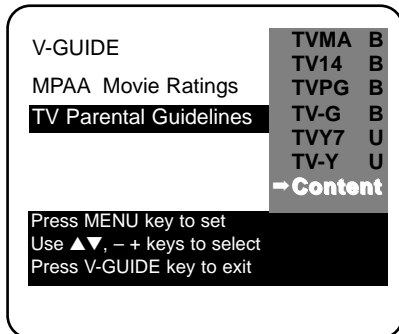 V-GUIDE
MPAA Movie Ratings
TV Parental Guidelines
TVMA B
TV14 B
TVPG B
TV-G B
TVY7 U
TV-Y U
➡Content
Press MENU key to set
Use ▲▼, – + keys to select
Press V-GUIDE key to exit